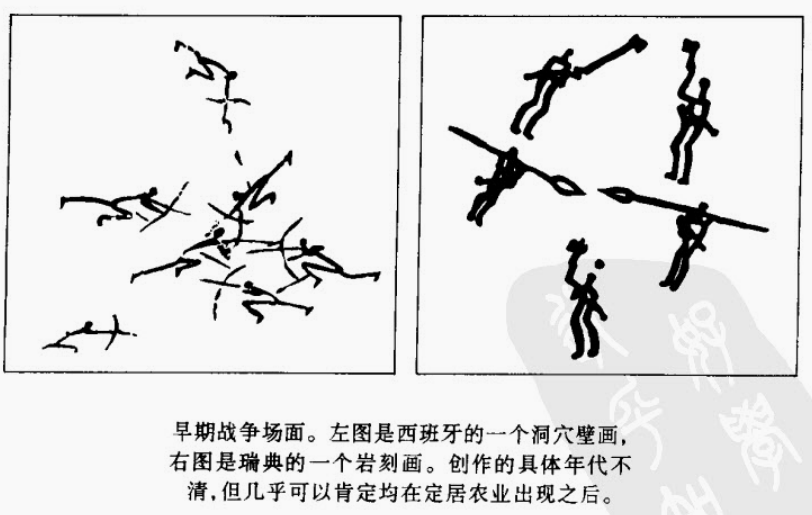 早期战争场面。左图是西班牙的一个洞穴壁画,
右图是瑞典的一个岩刻画。创作的具体年代不
清,但几乎可以肯定均在定居农业出现之后。